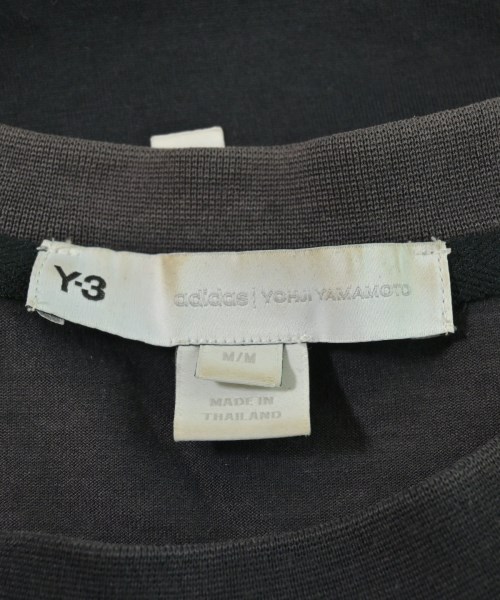 Y-3 adidas | YOHJI YAMAMOTO
M/M
MADE IN
THAILAND